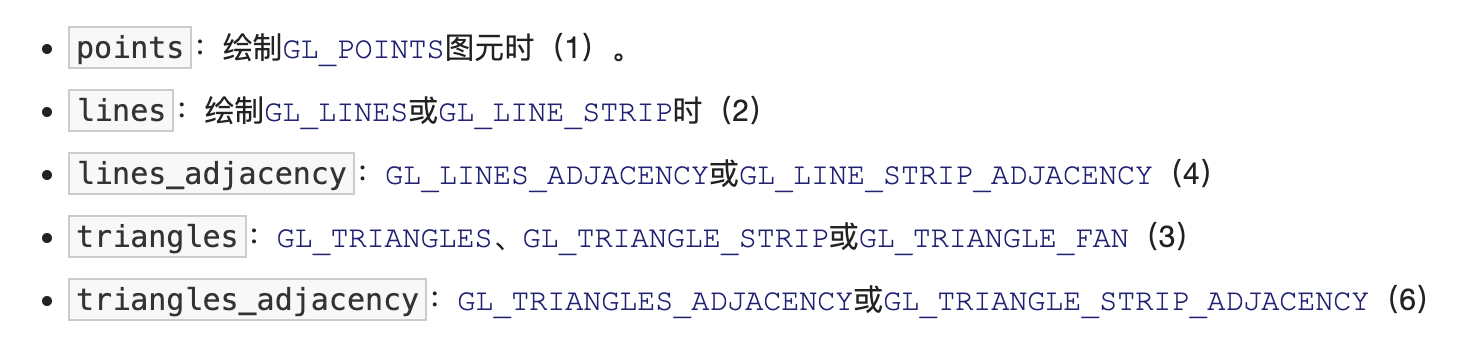 • points：绘制GL_POINTS图元时（1）。
• lines：绘制GL_LINES或GL_LINE_STRIP时（2）
• lines_adjacency：GL_LINES_ADJACENCY或GL_LINE_STRIP_ADJACENCY（4）
• triangles：GL_TRIANGLES、GL_TRIANGLE_STRIP或GL_TRIANGLE_FAN（3）
• triangles_adjacency：GL_TRIANGLES_ADJACENCY或GL_TRIANGLE_STRIP_ADJACENCY（6）